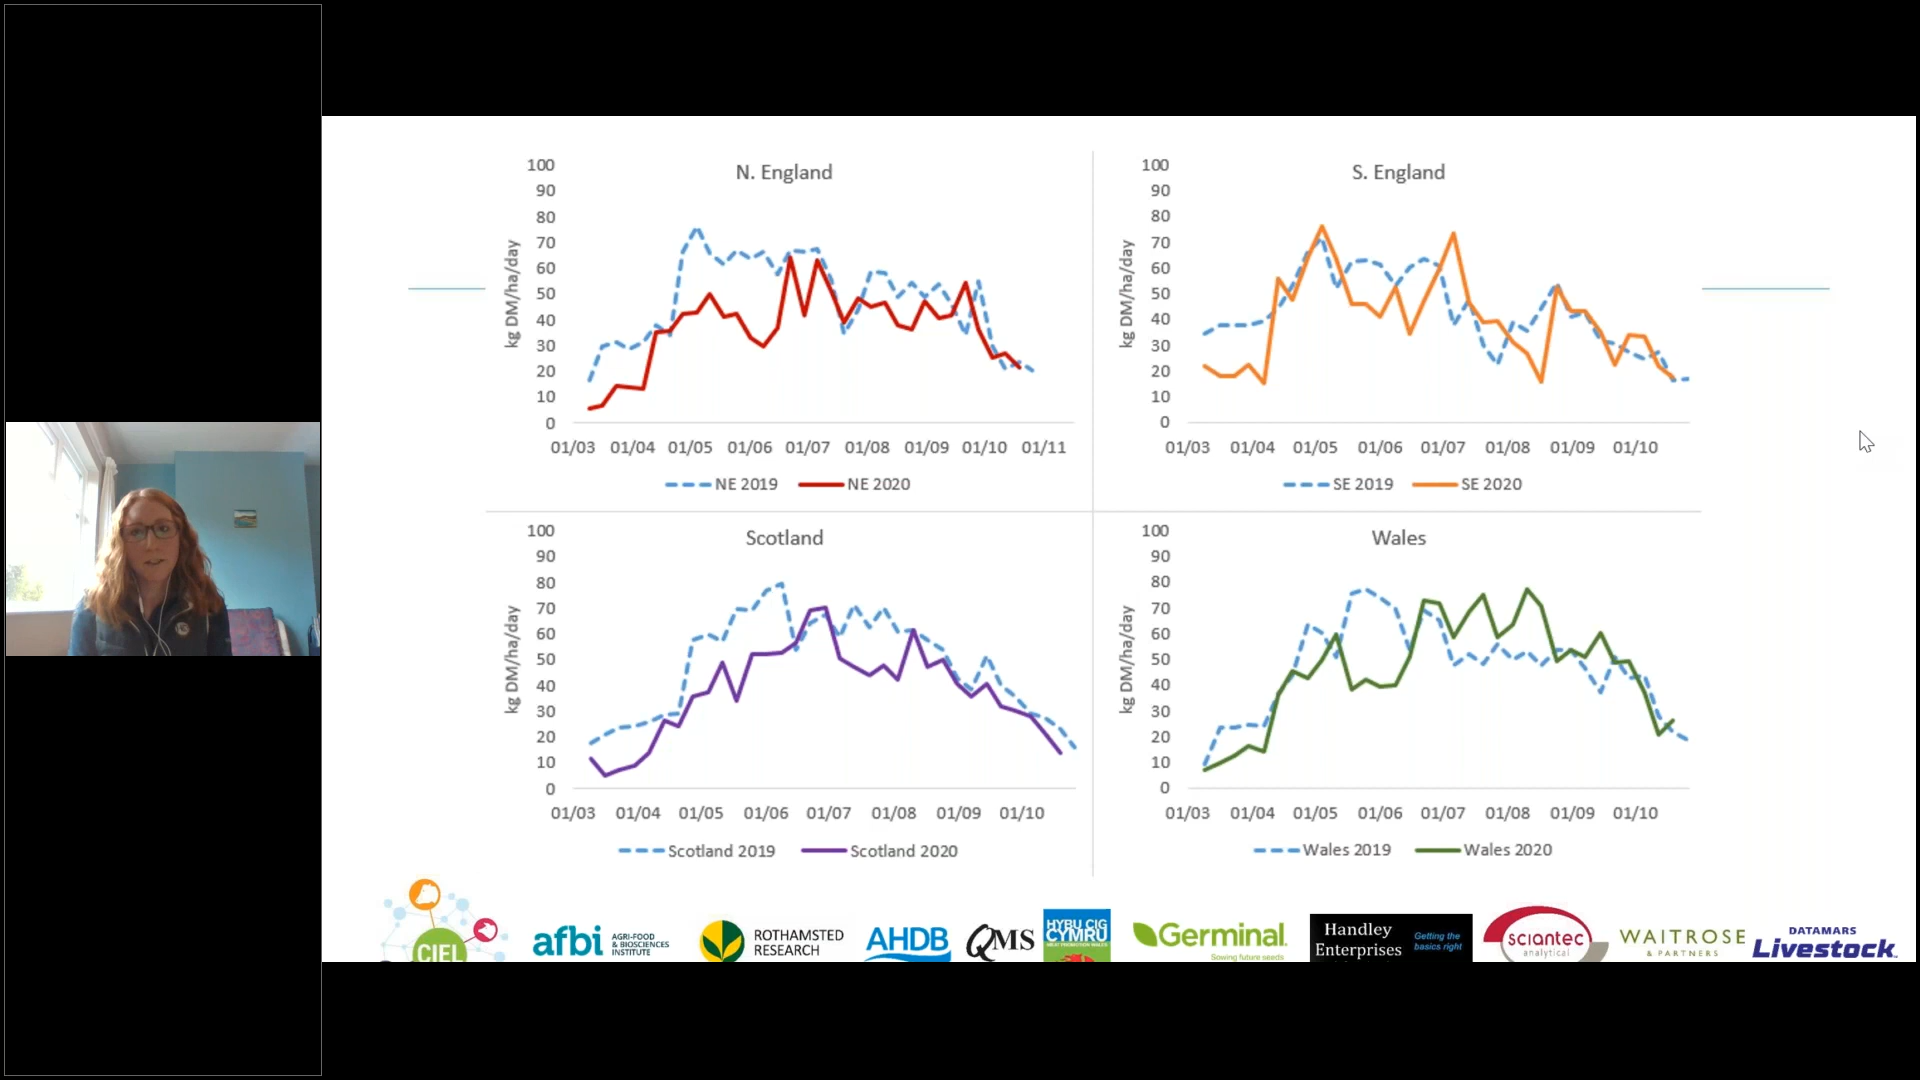 N. England
100
90
80
70
60
50
40
30
20
10
0
kg DM/ha/day
01/03 01/04 01/05 01/06 01/07 01/08 01/09 01/10 01/11
NE 2019 NE 2020
S. England
100
90
80
70
60
50
40
30
20
10
0
kg DM/ha/day
01/03 01/04 01/05 01/06 01/07 01/08 01/09 01/10
SE 2019 SE 2020
Scotland
100
90
80
70
60
50
40
30
20
10
0
kg DM/ha/day
01/03 01/04 01/05 01/06 01/07 01/08 01/09 01/10
Scotland 2019 Scotland 2020
Wales
100
90
80
70
60
50
40
30
20
10
0
kg DM/ha/day
01/03 01/04 01/05 01/06 01/07 01/08 01/09 01/10
Wales 2019 Wales 2020
CIEL
afbi
AGRI-FOOD
& BIOSCIENCES
INSTITUTE
ROTHAMSTED
RESEARCH
AHDB
QMS
HYBU CIG
CYMRU
MEAT PROMOTION WALES
Germinal
Sowing future seeds
Handley
Enterprises
Getting the
basics right
sciantec
analytical
WAITROSE
& PARTNERS
DATAMARS
Livestock